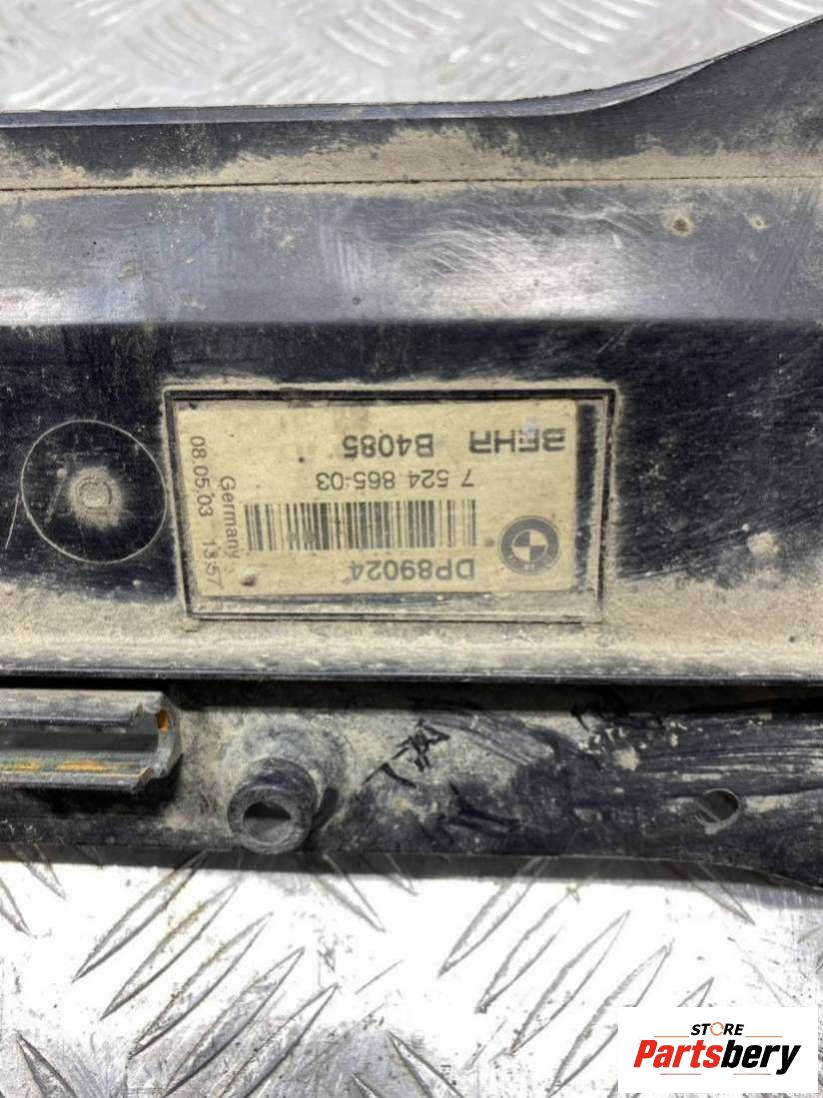 DP89024
7 524 865-03
BEHR B4085
Germany
08.05.03 13:57
STORE
Partsbery